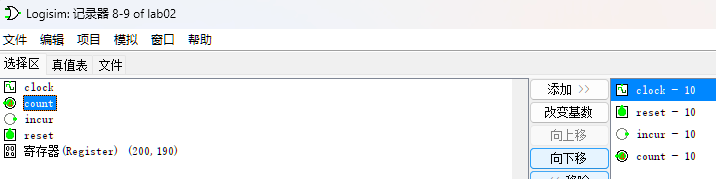 Logisim: 记录器 8-9 of lab02
文件 编辑 项目 模拟 窗口 帮助
选择区 真值表 文件
clock
count
incur
reset
寄存器(Register) (200,190)
添加 >>
改变基数
向上移
向下移
<< 移除
clock - 10
reset - 10
incur - 10
count - 10